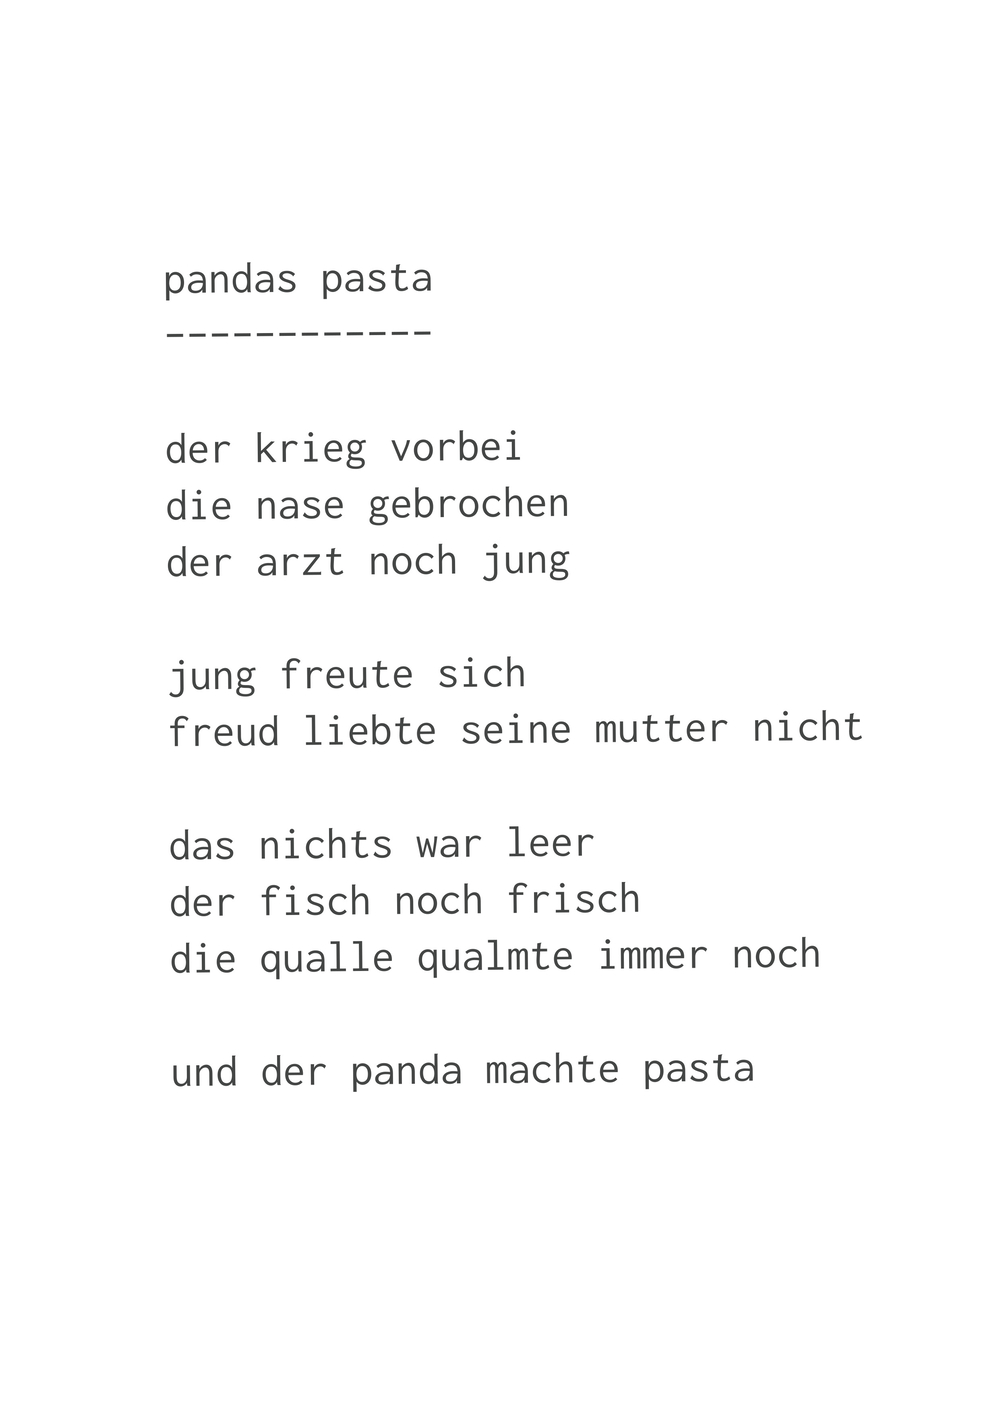 pandas pasta
------------
der krieg vorbei
die nase gebrochen
der arzt noch jung
jung freute sich
freud liebte seine mutter nicht
das nichts war leer
der fisch noch frisch
die qualle qualmte immer noch
und der panda machte pasta